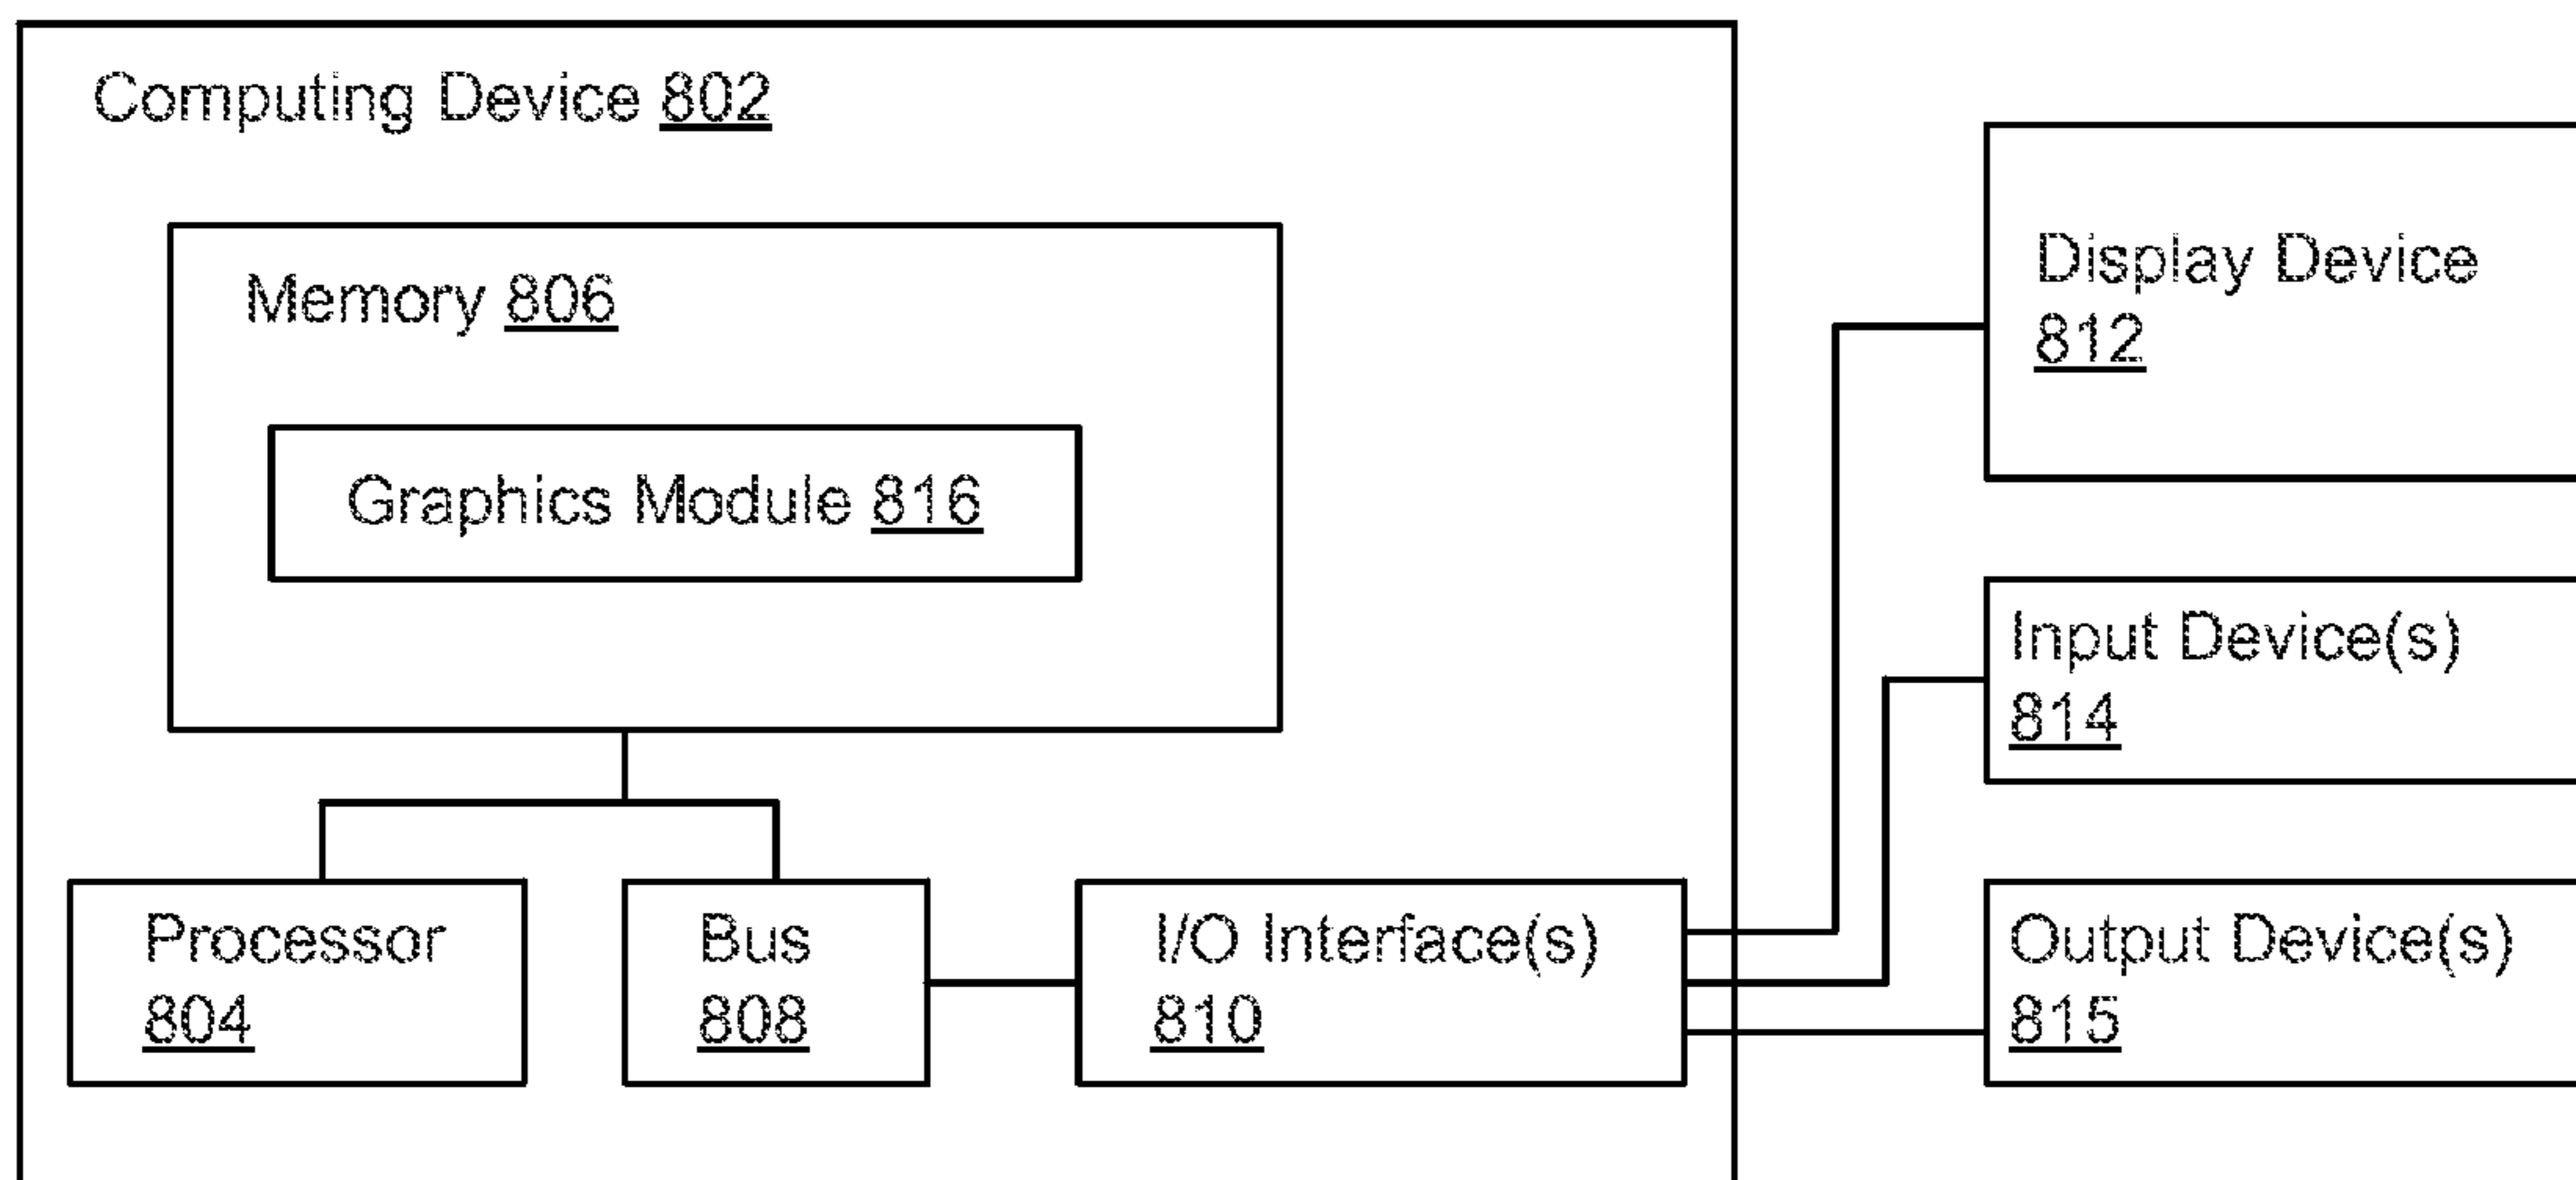 Computing Device 802
Memory 806
Graphics Module 816
Processor
804
Bus
808
I/O Interface(s)
810
Display Device
812
Input Device(s)
814
Output Device(s)
815